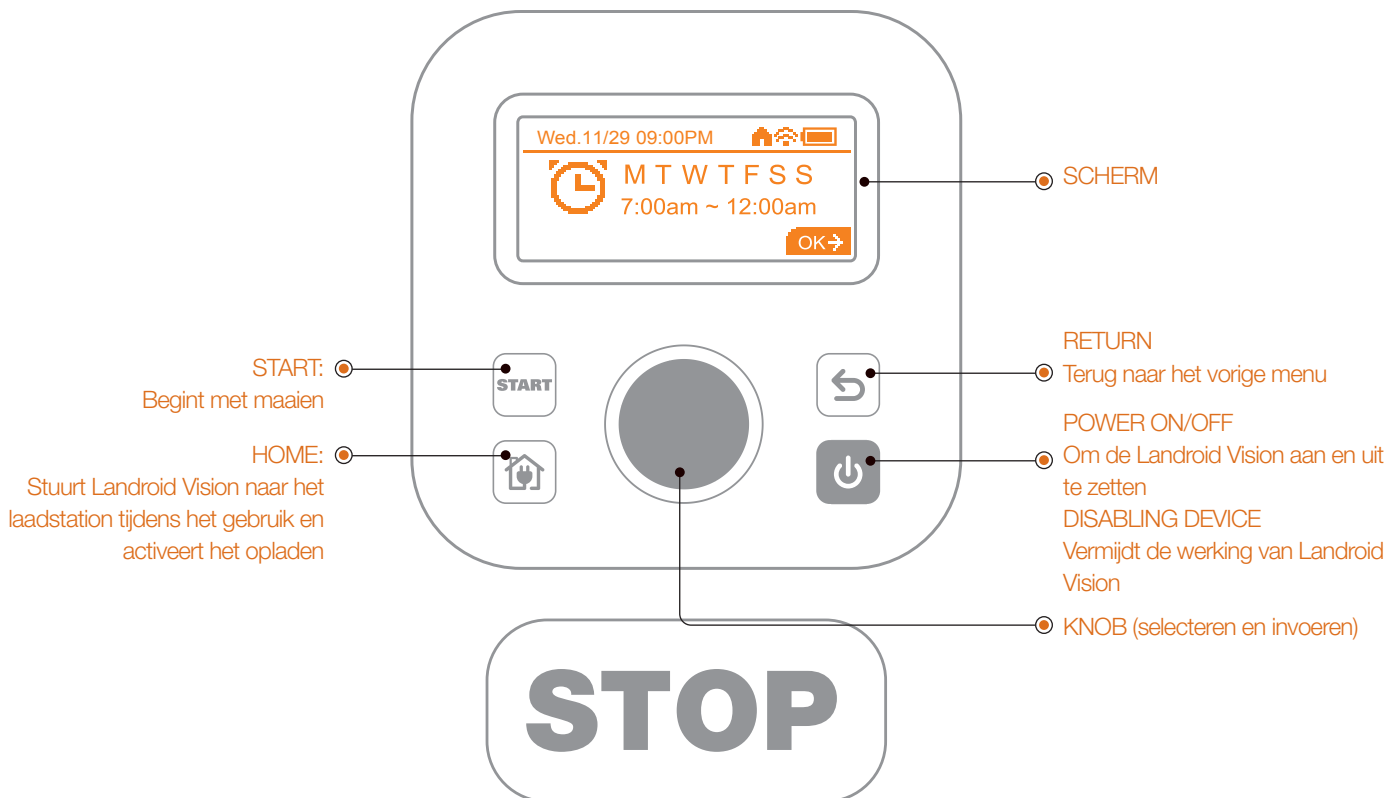 Wed.11/29 09:00PM
M T W T F S S
7:00am ~ 12:00am
OK
SCHERM
START:
Begint met maaien
START
HOME:
Stuurt Landroid Vision naar het
laadstation tijdens het gebruik en
activeert het opladen
RETURN
Terug naar het vorige menu
POWER ON/OFF
Om de Landroid Vision aan en uit
te zetten
DISABLING DEVICE
Vermijdt de werking van Landroid
Vision
KNOB (selecteren en invoeren)
STOP